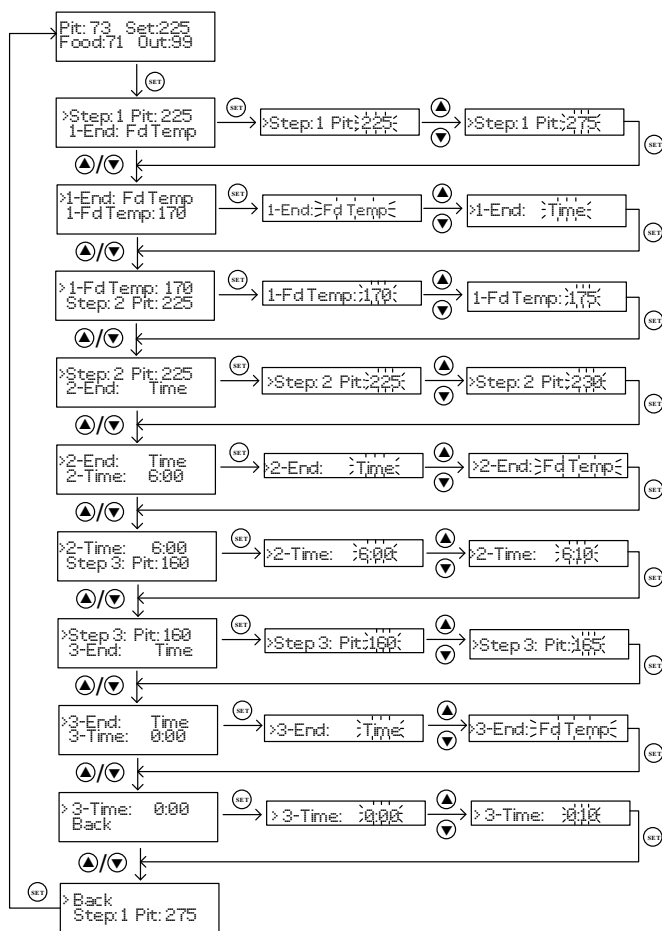 Pit: 73 Set:225
Food:71 Out:99
SET
>Step:1 Pit: 225
1-End: Fd Temp
SET
>Step:1 Pit:225
>Step:1 Pit:275
SET
/
>1-End: Fd Temp
1-Fd Temp: 170
SET
1-End:Fd Temp
>1-End: Time
SET
/
>1-Fd Temp: 170
Step: 2 Pit: 225
SET
1-Fd Temp:170
1-Fd Temp:175
SET
/
>Step: 2 Pit: 225
2-End: Time
SET
>Step: 2 Pit:225
>Step: 2 Pit:230
SET
/
>2-End: Time
2-Time: 6:00
SET
>2-End: Time
>2-End:Fd Temp
SET
/
>2-Time: 6:00
Step 3: Pit:160
SET
>2-Time: 6:00
>2-Time: 6:10
SET
/
>Step 3: Pit:160
3-End: Time
SET
>Step 3: Pit:160
>Step 3: Pit:165
SET
/
>3-End: Time
3-Time: 0:00
SET
>3-End: Time
>3-End:Fd Temp
SET
/
> 3-Time: 0:00
Back
SET
> 3-Time: 0:00
> 3-Time: 0:10
SET
/
SET
> Back
Step:1 Pit: 275